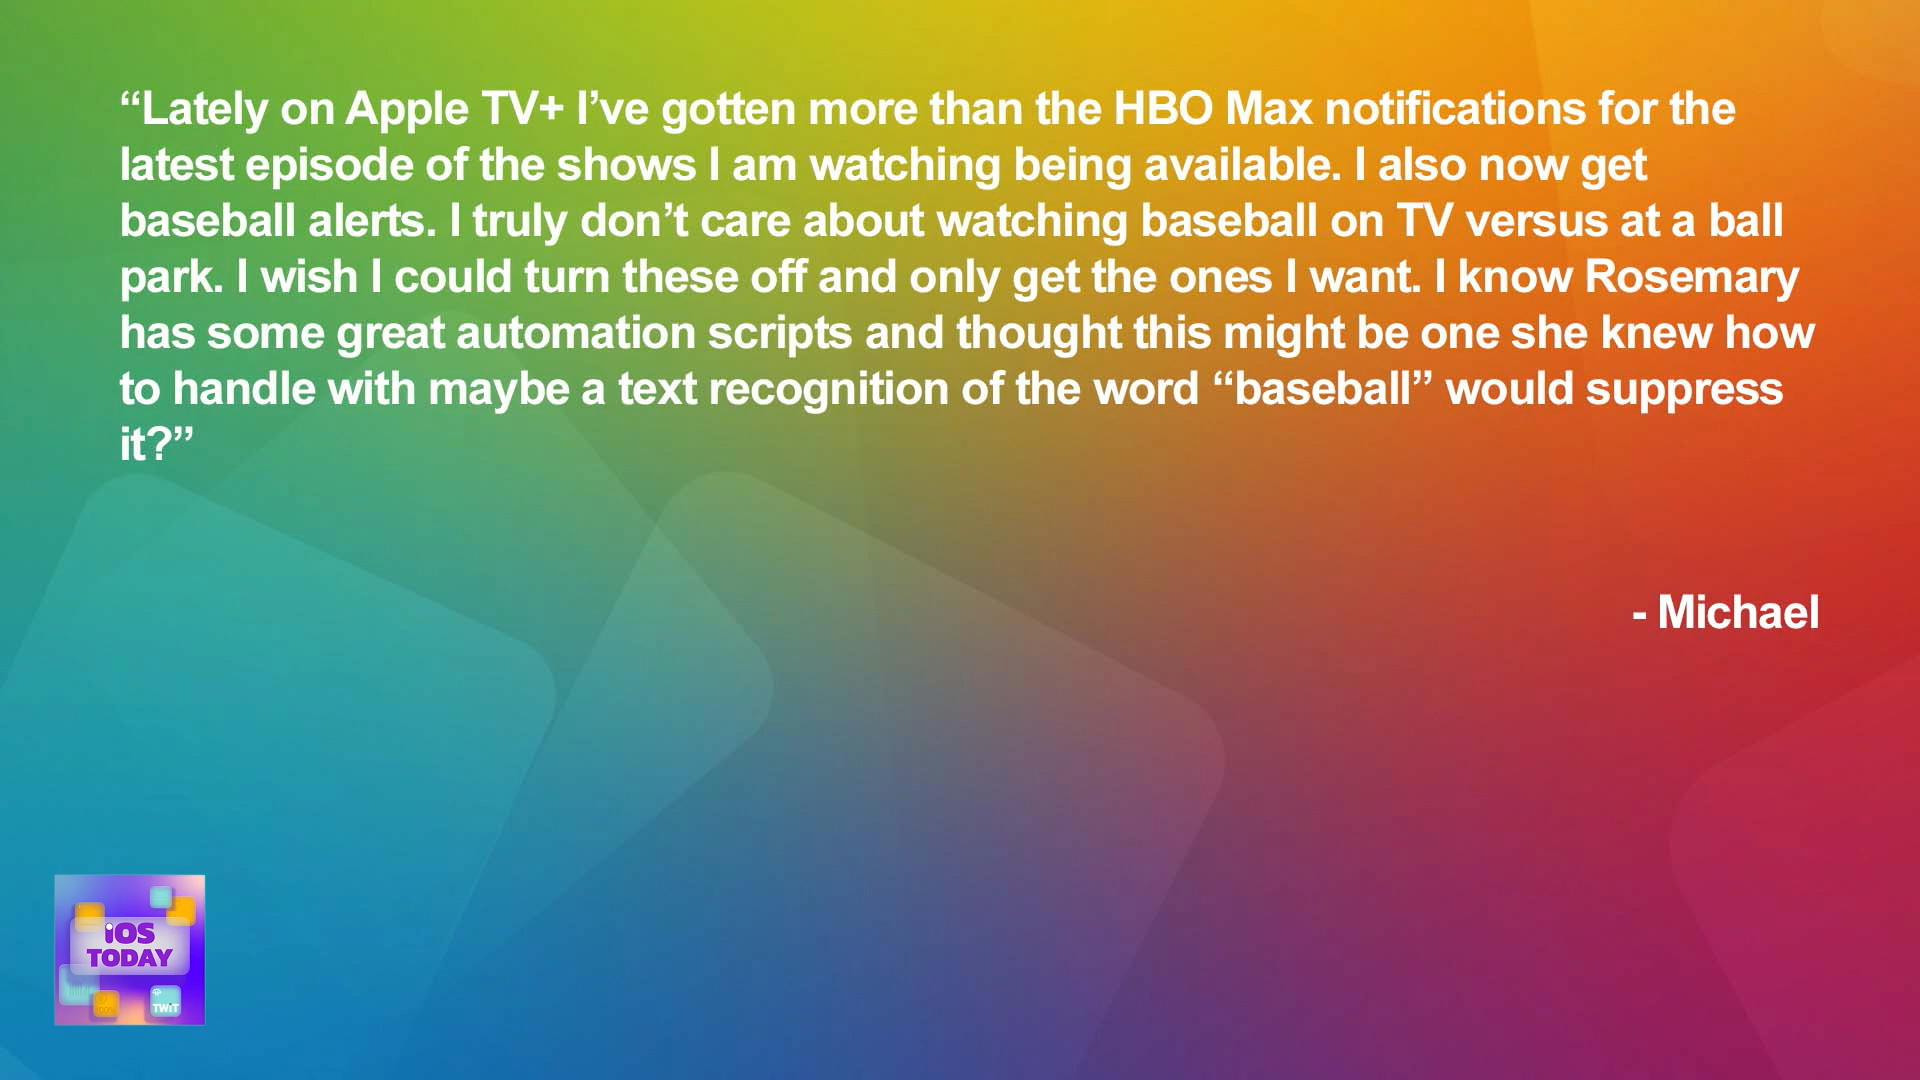 “Lately on Apple TV+ I’ve gotten more than the HBO Max notifications for the
latest episode of the shows I am watching being available. I also now get
baseball alerts. I truly don’t care about watching baseball on TV versus at a ball
park. I wish I could turn these off and only get the ones I want. I know Rosemary
has some great automation scripts and thought this might be one she knew how
to handle with maybe a text recognition of the word “baseball” would suppress
it?”
- Michael
iOS
TODAY
TWiT